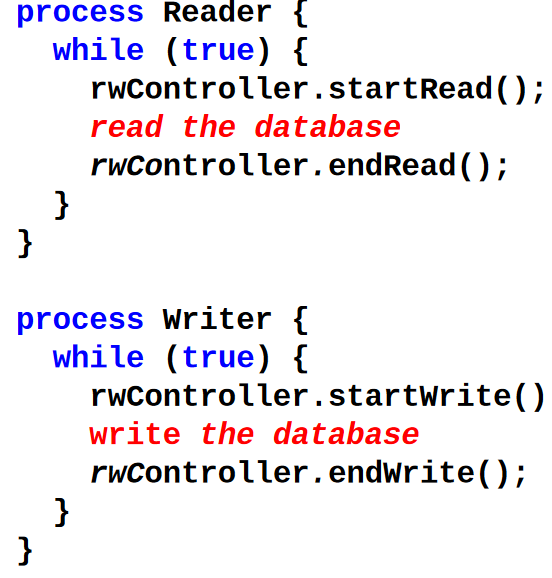 process Reader {
while (true) {
rwController.startRead();
read the database
rwController.endRead();
}
}
process Writer {
while (true) {
rwController.startWrite()
write the database
rwController.endWrite();
}
}